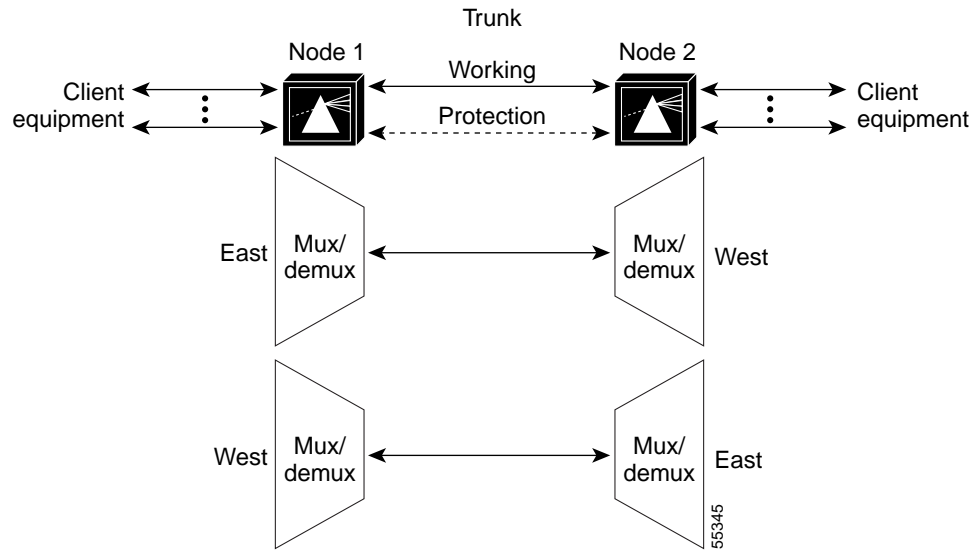 Trunk
Node 1
Node 2
Working
Protection
Client
equipment
Client
equipment
East
Mux/
demux
Mux/
demux
West
West
Mux/
demux
Mux/
demux
East
55345